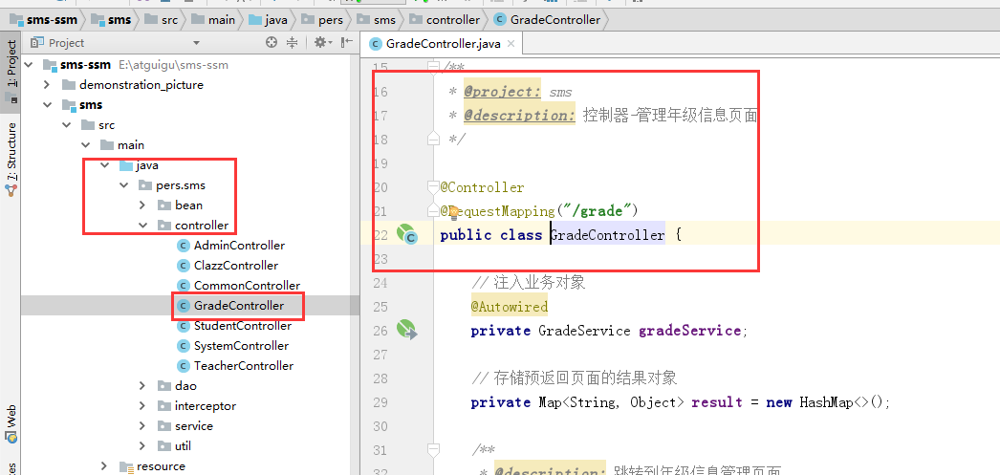 sms-ssm sms src main java pers sms controller GradeController
1: Project
7: Structure
Web
Project
sms-ssm E:\atguigu\sms-ssm
demonstration_picture
sms
src
main
java
pers.sms
bean
controller
AdminController
ClazzController
CommonController
GradeController
StudentController
SystemController
TeacherController
dao
interceptor
service
util
resource
GradeController.java
15 /**
16 * @project: sms
17 * @description: 控制器-管理年级信息页面
18 */
19
20 @Controller
21 @RequestMapping("/grade")
22 public class GradeController {
23
24 // 注入业务对象
25 @Autowired
26 private GradeService gradeService;
27
28 // 存储预返回页面的结果对象
29 private Map<String, Object> result = new HashMap<>();
30
31 /**
32 * @description: 跳转到年级信息管理页面